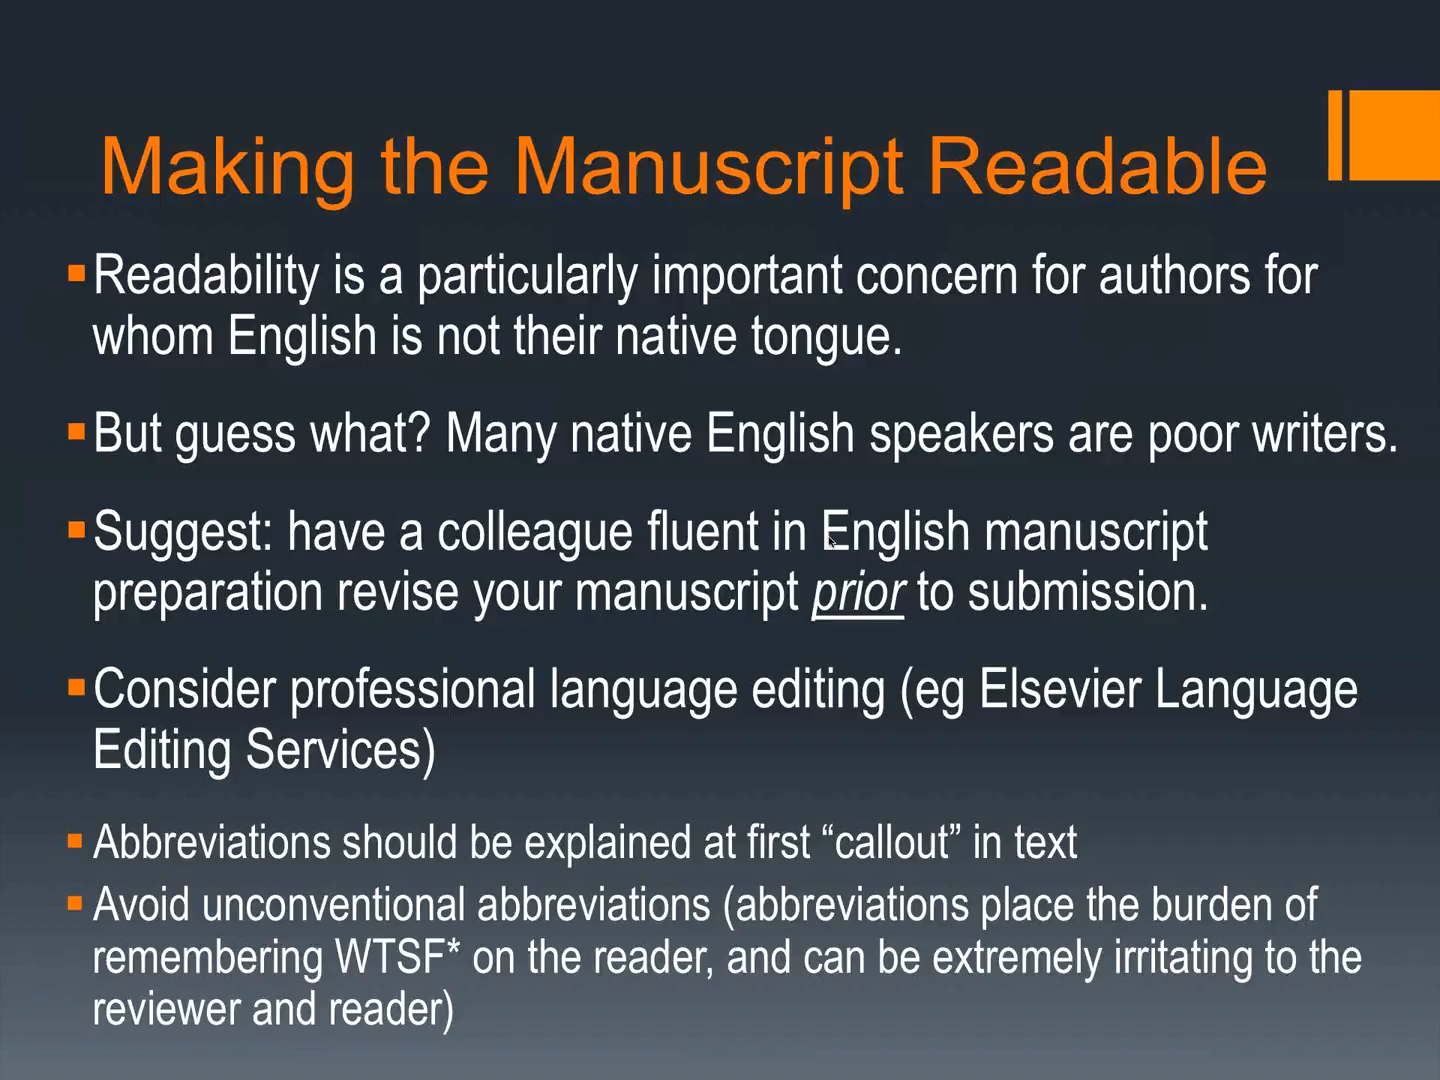 Making the Manuscript Readable
Readability is a particularly important concern for authors for
whom English is not their native tongue.
But guess what? Many native English speakers are poor writers.
Suggest: have a colleague fluent in English manuscript
preparation revise your manuscript prior to submission.
Consider professional language editing (eg Elsevier Language
Editing Services)
Abbreviations should be explained at first “callout” in text
Avoid unconventional abbreviations (abbreviations place the burden of
remembering WTSF* on the reader, and can be extremely irritating to the
reviewer and reader)